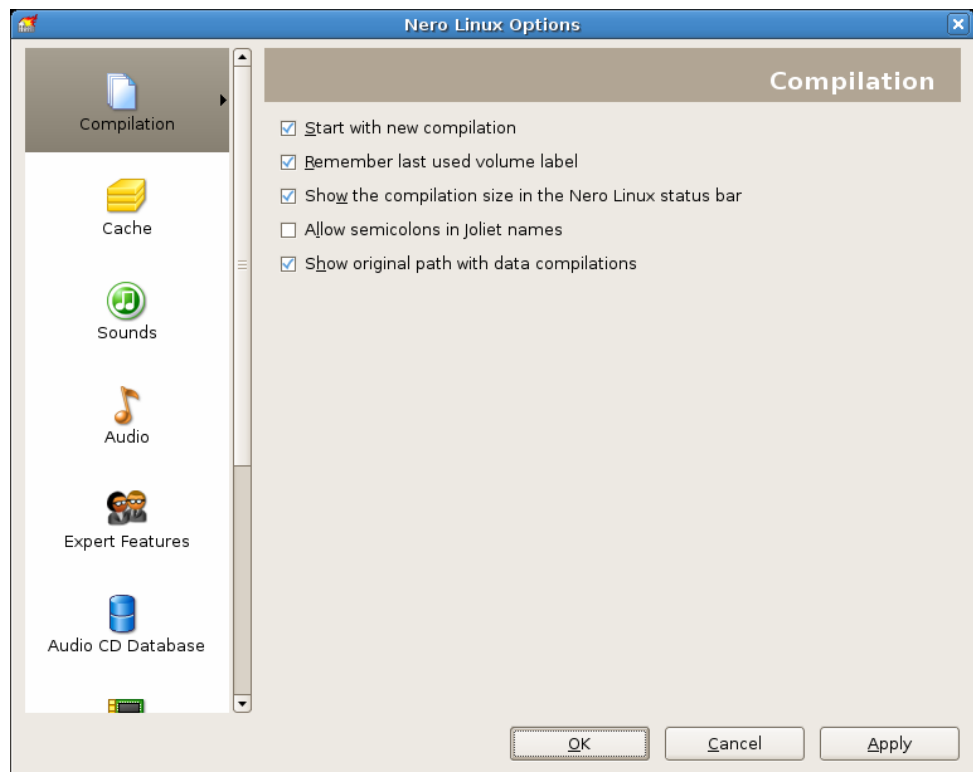 Nero Linux Options
Compilation
Cache
Sounds
Audio
Expert Features
Audio CD Database
Compilation
Start with new compilation
Remember last used volume label
Show the compilation size in the Nero Linux status bar
Allow semicolons in Joliet names
Show original path with data compilations
OK
Cancel
Apply